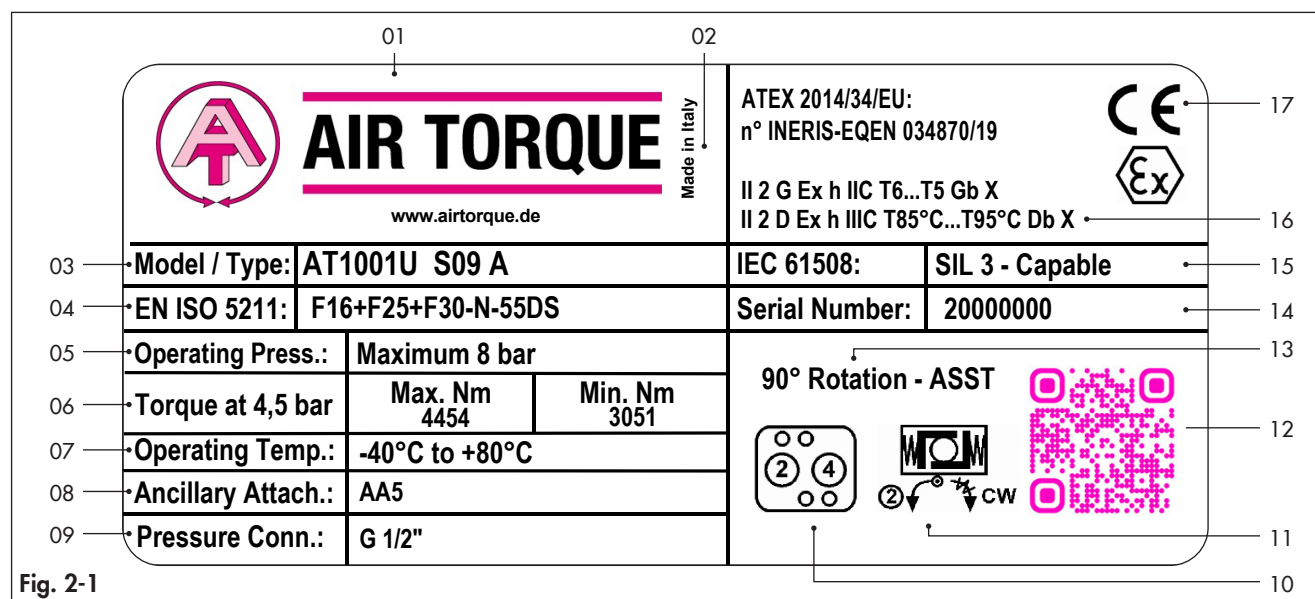 01
02
AT
AIR TORQUE
Made in Italy
www.airtorque.de
ATEX 2014/34/EU:
n° INERIS-EQEN 034870/19
CE
17
Ex
II 2 G Ex h IIC T6...T5 Gb X
II 2 D Ex h IIIC T85°C...T95°C Db X
16
03
Model / Type: AT1001U S09 A
IEC 61508: SIL 3 - Capable
15
04
EN ISO 5211: F16+F25+F30-N-55DS
Serial Number: 20000000
14
05
Operating Press.: Maximum 8 bar
13
90° Rotation - ASST
06
Torque at 4,5 bar
Max. Nm
4454
Min. Nm
3051
12
07
Operating Temp.: -40°C to +80°C
08
Ancillary Attach.: AA5
2 4
W W
2 CW
09
Pressure Conn.: G 1/2"
11
10
Fig. 2-1